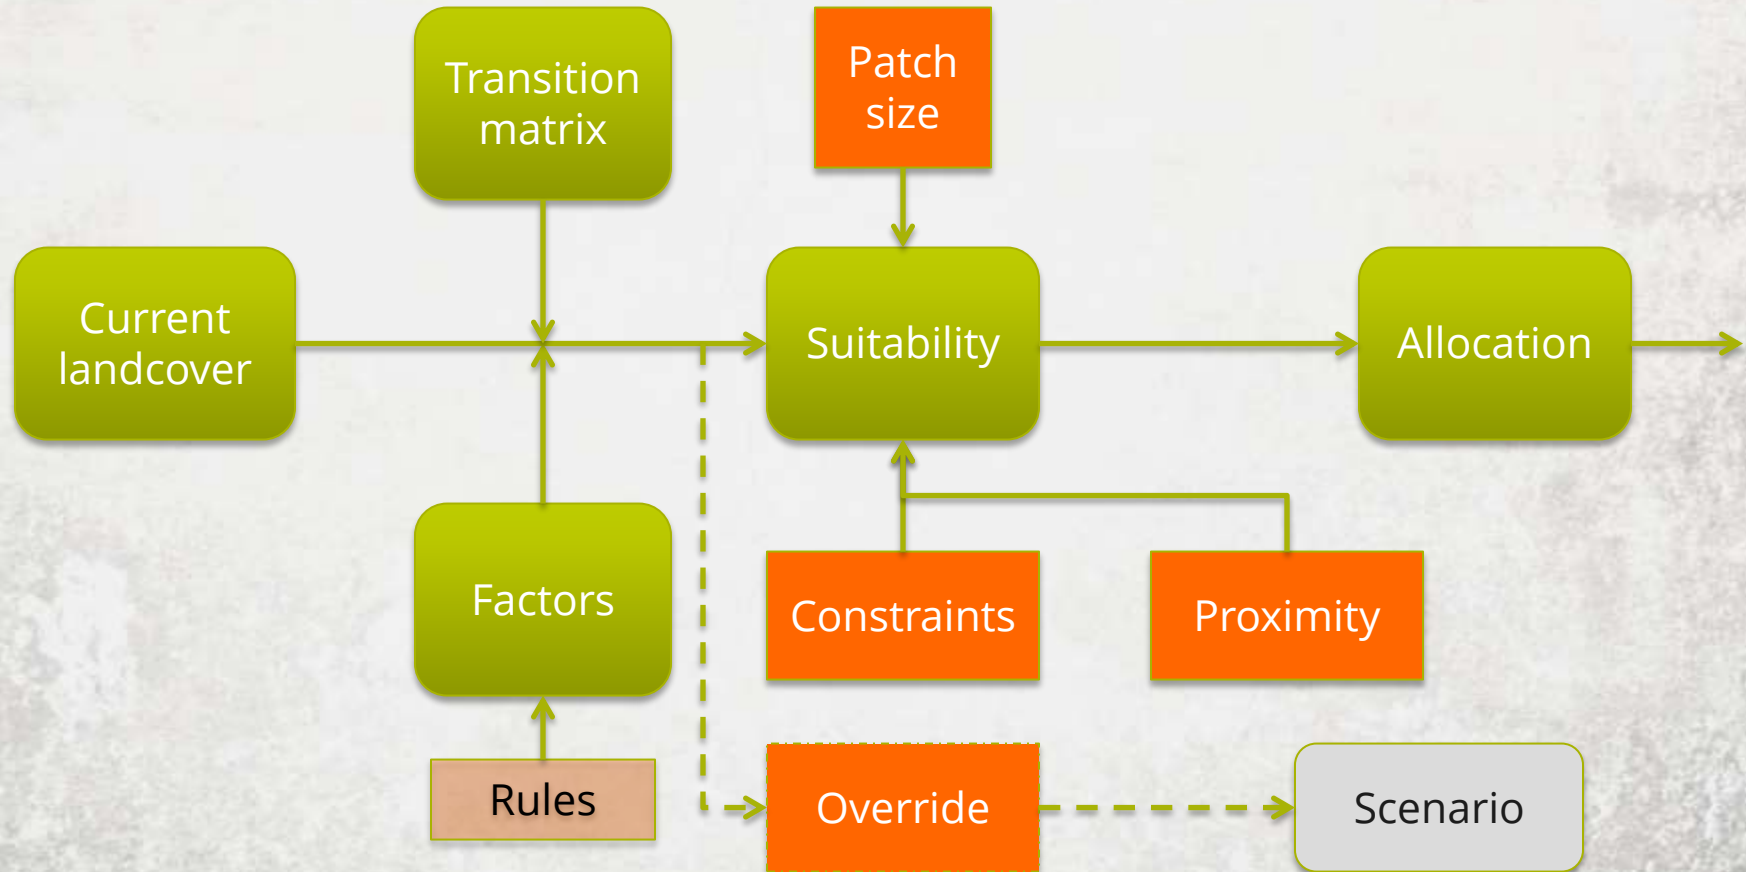 Transition
matrix
Patch
size
Current
landcover
Suitability
Allocation
Factors
Constraints
Proximity
Rules
Override
Scenario